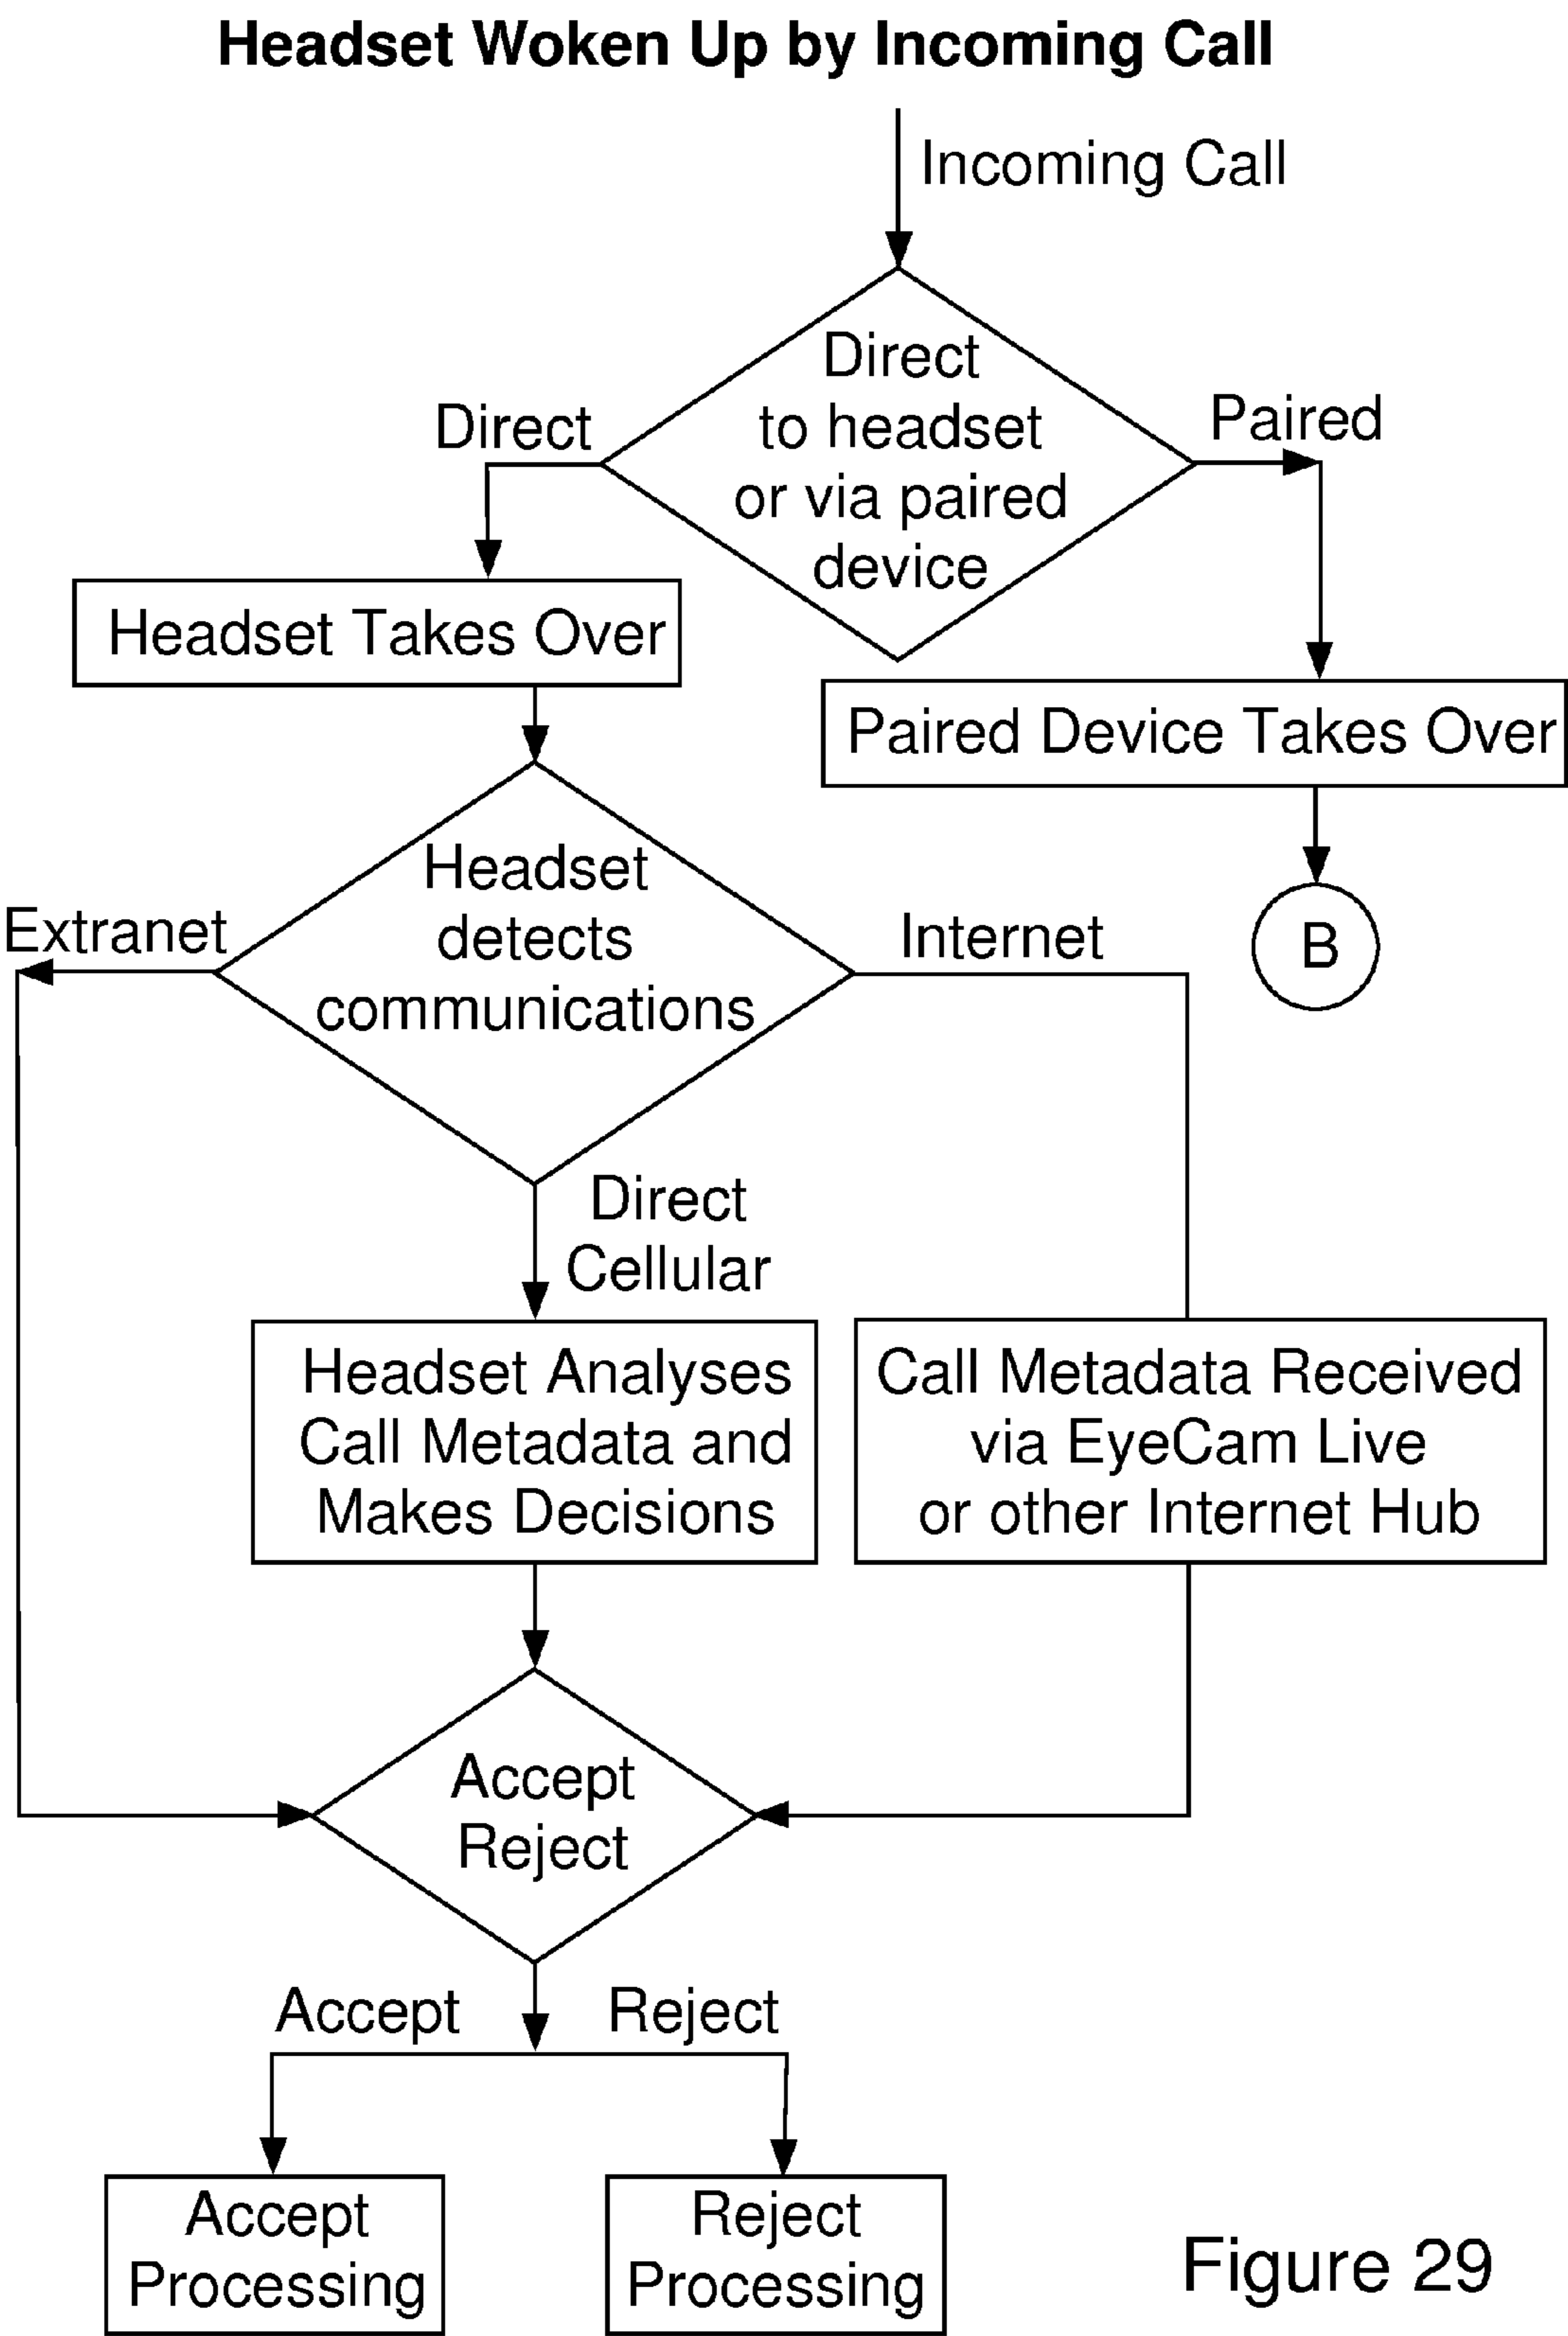 Headset Woken Up by Incoming Call
Incoming Call
Direct
to headset
or via paired
device
Direct
Paired
Headset Takes Over
Paired Device Takes Over
B
Headset
detects
communications
Extranet
Internet
Direct
Cellular
Headset Analyses
Call Metadata and
Makes Decisions
Call Metadata Received
via EyeCam Live
or other Internet Hub
Accept
Reject
Accept
Reject
Accept
Processing
Reject
Processing
Figure 29